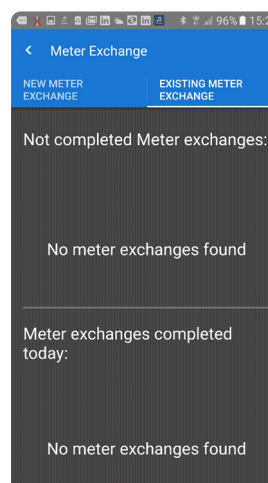 96% 15:2
Meter Exchange
NEW METER
EXCHANGE
EXISTING METER
EXCHANGE
Not completed Meter exchanges:
No meter exchanges found
Meter exchanges completed
today:
No meter exchanges found